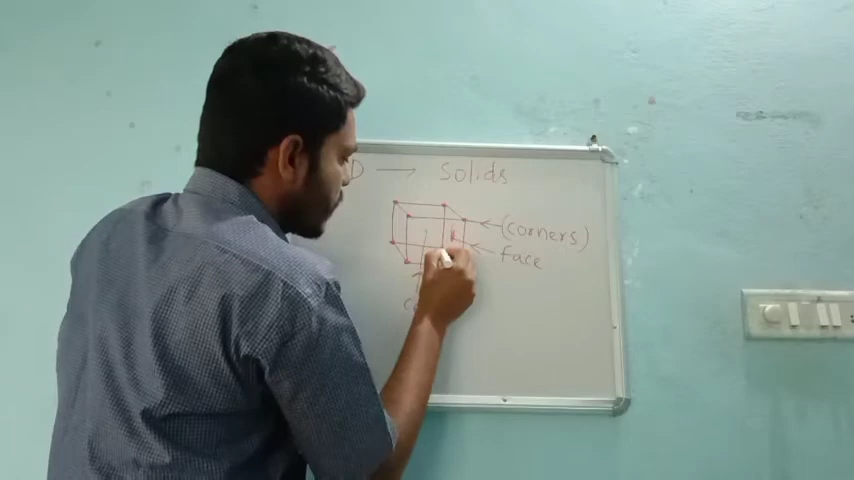 D → Solids
(corners)
face